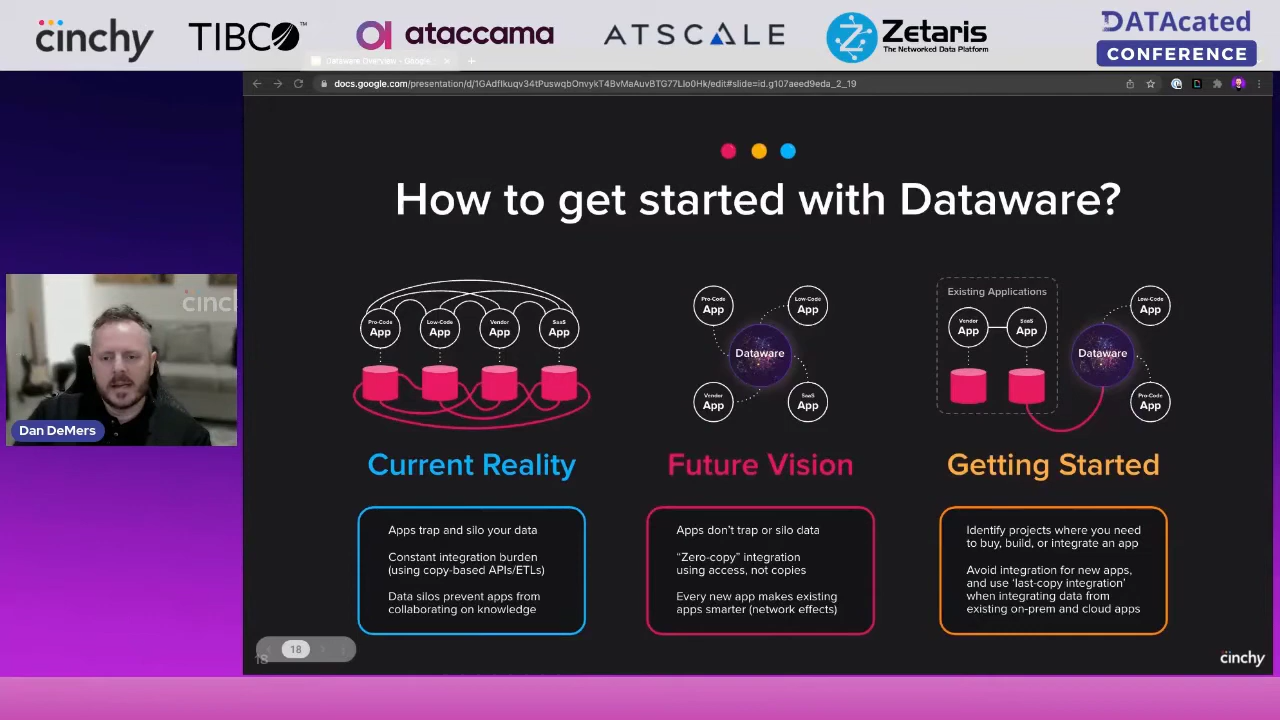 cinchy
TIBCO™
ataccama
ATSCALE
Zetaris
The Networked Data Platform
DATAcated
CONFERENCE
Dataware Overview - Google
docs.google.com/presentation/d/1GAdfIkuqv34tPuswqbOnvykT4BvMaAuvBTG77LIo0Hk/edit#slide=id.g107aeed9eda_2_19
How to get started with Dataware?
Pro-Code
App
Low-Code
App
Vendor
App
SaaS
App
Current Reality
Apps trap and silo your data
Constant integration burden
(using copy-based APIs/ETLs)
Data silos prevent apps from
collaborating on knowledge
Pro-Code
App
Low-Code
App
Dataware
Vendor
App
SaaS
App
Future Vision
Apps don't trap or silo data
“Zero-copy” integration
using access, not copies
Every new app makes existing
apps smarter (network effects)
Existing Applications
Vendor
App
SaaS
App
Low-Code
App
Dataware
Pro-Code
App
Getting Started
Identify projects where you need
to buy, build, or integrate an app
Avoid integration for new apps,
and use ‘last-copy integration’
when integrating data from
existing on-prem and cloud apps
cinchy
Dan DeMers
18
18
cinchy